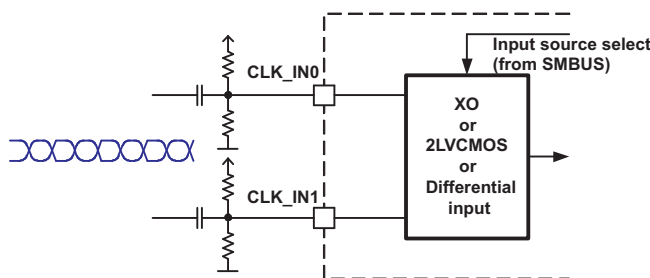 Input source select
(from SMBUS)
CLK_IN0
XO
or
2LVCMOS
or
Differential
input
CLK_IN1